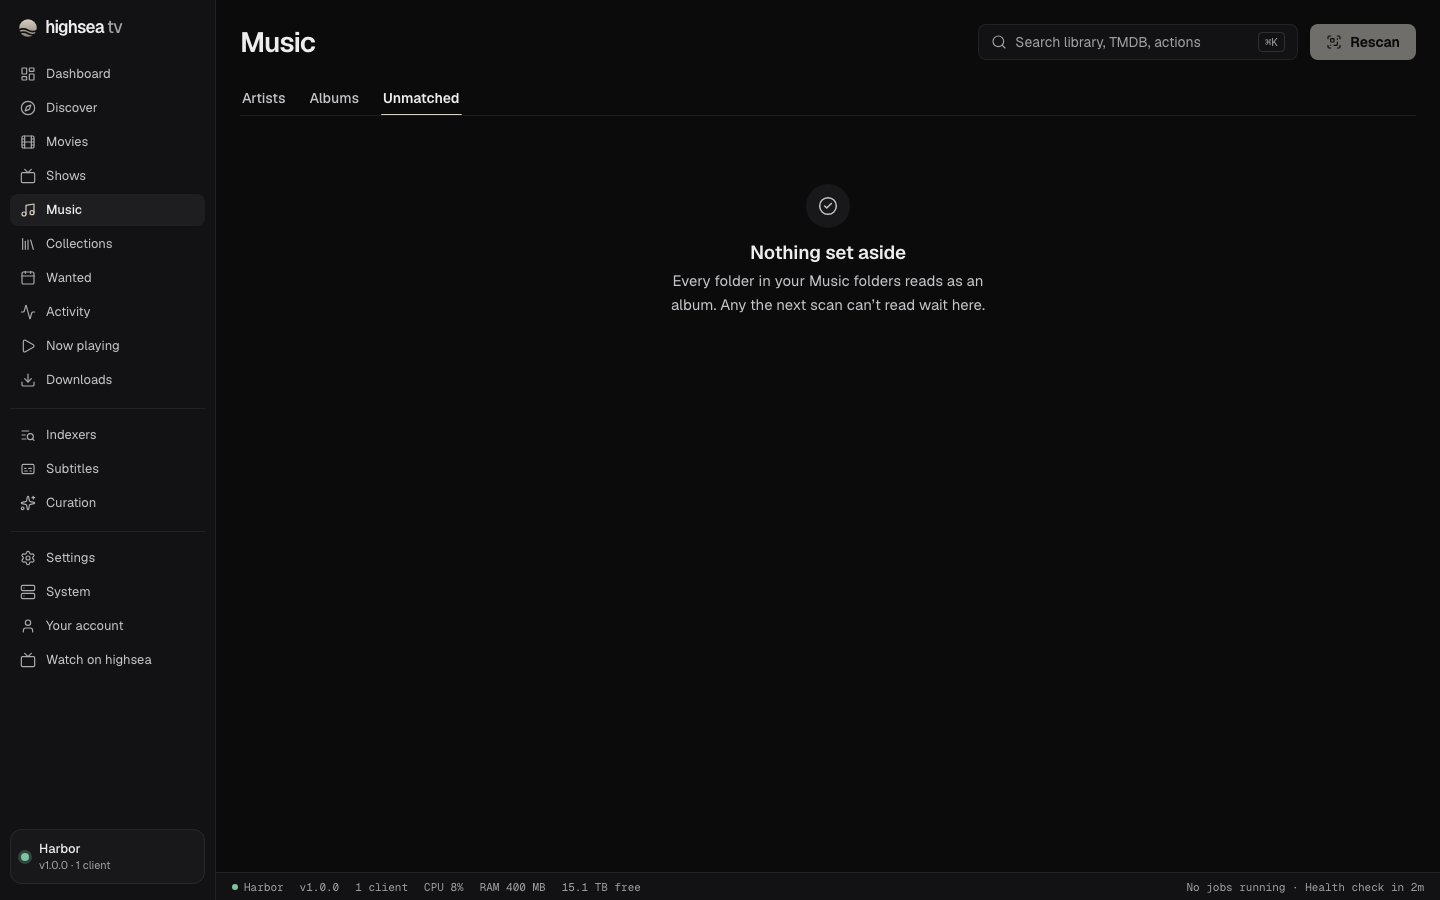 highsea tv
Dashboard
Discover
Movies
Shows
Music
Collections
Wanted
Activity
Now playing
Downloads
Indexers
Subtitles
Curation
Settings
System
Your account
Watch on highsea
Harbor
v1.0.0 · 1 client
Music
Search library, TMDB, actions
⌘K
Rescan
Artists
Albums
Unmatched
Nothing set aside
Every folder in your Music folders reads as an
album. Any the next scan can’t read wait here.
Harbor v1.0.0 1 client CPU 8% RAM 400 MB 15.1 TB free
No jobs running · Health check in 2m